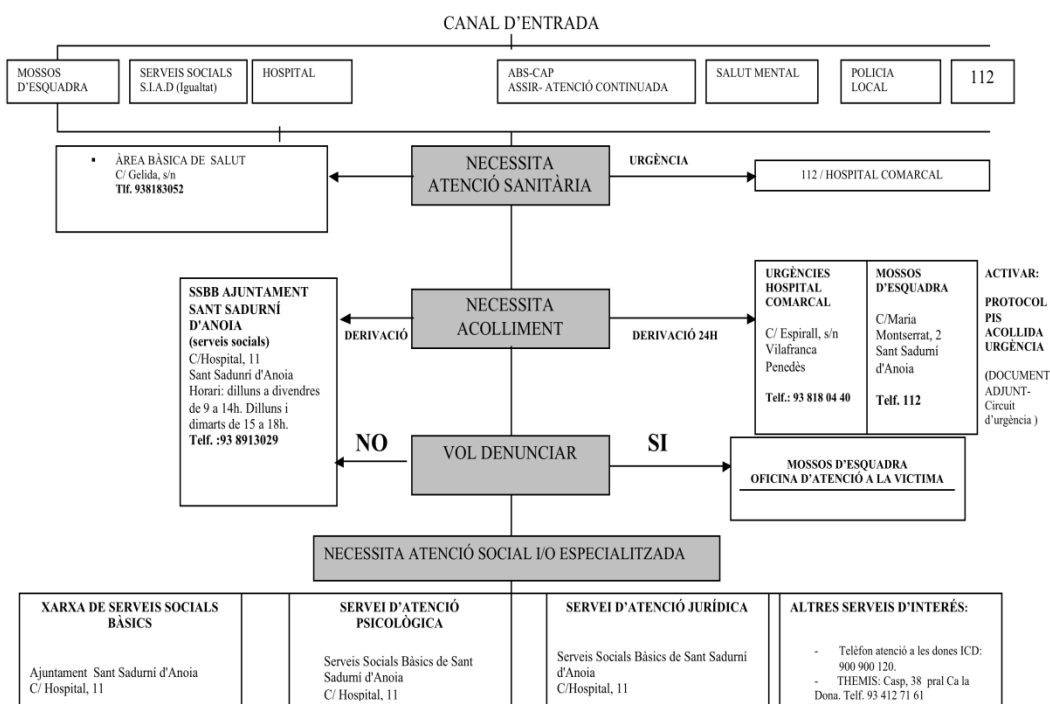 CANAL D'ENTRADA
MOSSOS
D'ESQUADRA
SERVEIS SOCIALS
S.I.A.D (Igualtat)
HOSPITAL
ABS-CAP
ASSIR- ATENCIÓ CONTINUADA
SALUT MENTAL
POLICIA
LOCAL
112
▪ ÀREA BÀSICA DE SALUT
C/ Gelida, s/n
Tlf. 938183052
NECESSITA
ATENCIÓ SANITÀRIA
URGÈNCIA
112 / HOSPITAL COMARCAL
SSBB AJUNTAMENT
SANT SADURNÍ
D'ANOIA
(serveis socials)
C/Hospital, 11
Sant Sadunrí d'Anoia
Horari: dilluns a divendres
de 9 a 14h. Dilluns i
dimarts de 15 a 18h.
Telf. :93 8913029
DERIVACIÓ
NECESSITA
ACOLLIMENT
DERIVACIÓ 24H
URGÈNCIES
HOSPITAL
COMARCAL
C/ Espirall, s/n
Vilafranca
Penedès
Telf.: 93 818 04 40
MOSSOS
D'ESQUADRA
C/Maria
Montserrat, 2
Sant Sadurní
d'Anoia
Telf. 112
ACTIVAR:
PROTOCOL
PIS
ACOLLIDA
URGÈNCIA
(DOCUMENT
ADJUNT-
Circuit
d'urgència )
NO
VOL DENUNCIAR
SI
MOSSOS D'ESQUADRA
OFICINA D'ATENCIÓ A LA VICTIMA
NECESSITA ATENCIÓ SOCIAL I/O ESPECIALITZADA
XARXA DE SERVEIS SOCIALS
BÀSICS
Ajuntament Sant Sadurní d'Anoia
C/ Hospital, 11
SERVEI D'ATENCIÓ
PSICOLÒGICA
Serveis Socials Bàsics de Sant
Sadurní d'Anoia
C/ Hospital, 11
SERVEI D'ATENCIÓ JURÍDICA
Serveis Socials Bàsics de Sant Sadurní
d'Anoia
C/Hospital, 11
ALTRES SERVEIS D'INTERÉS:
- Telèfon atenció a les dones ICD:
900 900 120.
- THEMIS: Casp, 38 pral Ca la
Dona. Telf. 93 412 71 61